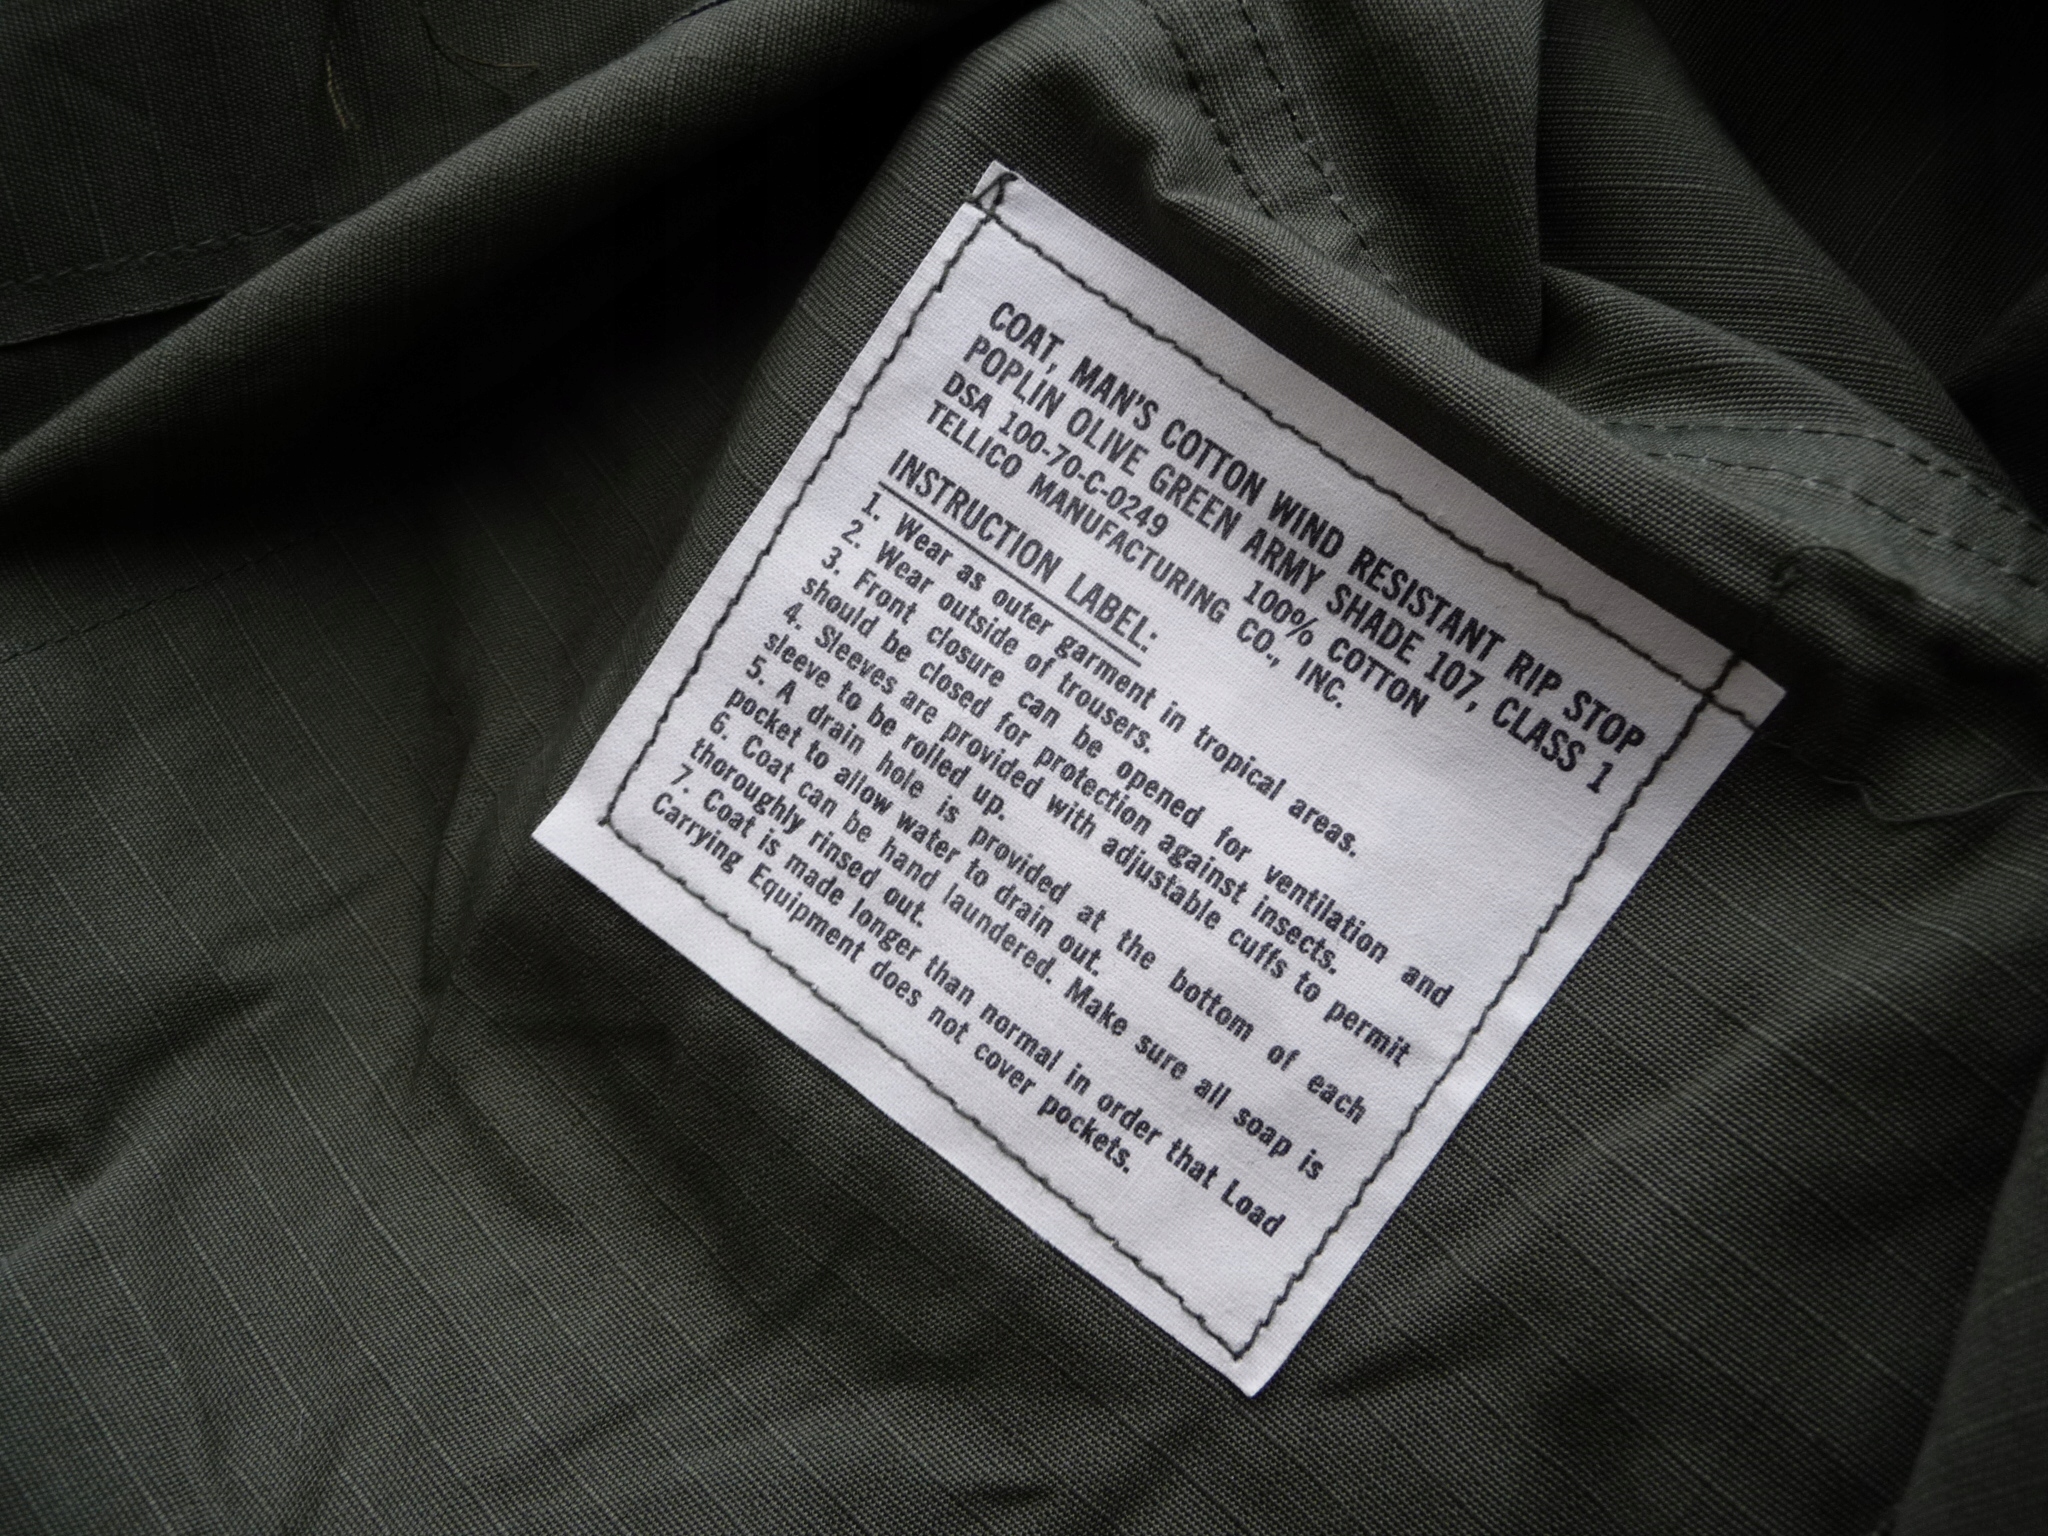 COAT, MAN'S COTTON WIND RESISTANT RIP STOP
POPLIN OLIVE GREEN ARMY SHADE 107, CLASS 1
DSA 100-70-C-0249 100% COTTON
TELLICO MANUFACTURING CO., INC.
INSTRUCTION LABEL:
1. Wear as outer garment in tropical areas.
2. Wear outside of trousers.
3. Front closure can be opened for ventilation and
should be closed for protection against insects.
4. Sleeves are provided with adjustable cuffs to permit
sleeve to be rolled up.
5. A drain hole is provided at the bottom of each
pocket to allow water to drain out.
6. Coat can be hand laundered. Make sure all soap is
thoroughly rinsed out.
7. Coat is made longer than normal in order that Load
Carrying Equipment does not cover pockets.